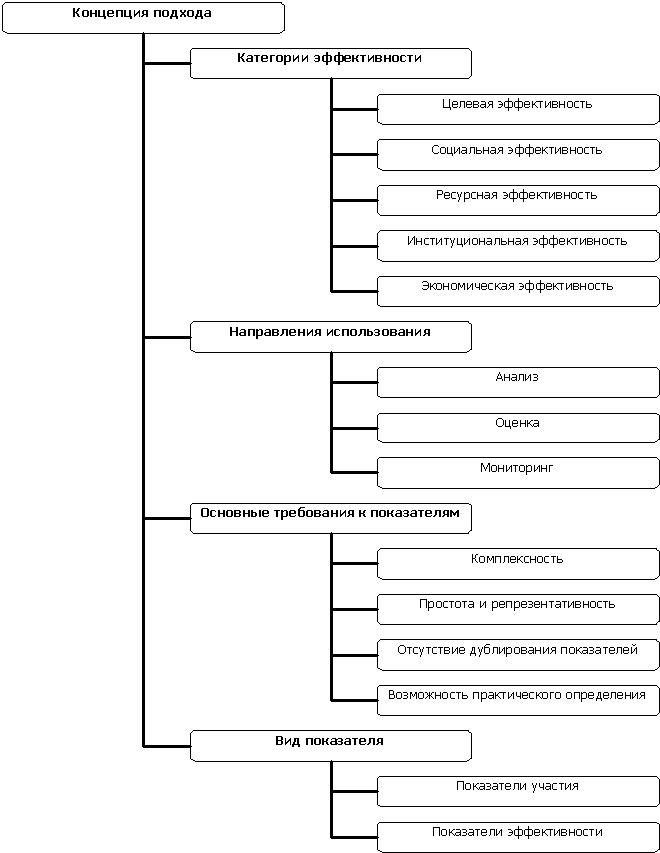 Концепция подхода
Категории эффективности
Целевая эффективность
Социальная эффективность
Ресурсная эффективность
Институциональная эффективность
Экономическая эффективность
Направления использования
Анализ
Оценка
Мониторинг
Основные требования к показателям
Комплексность
Простота и репрезентативность
Отсутствие дублирования показателей
Возможность практического определения
Вид показателя
Показатели участия
Показатели эффективности